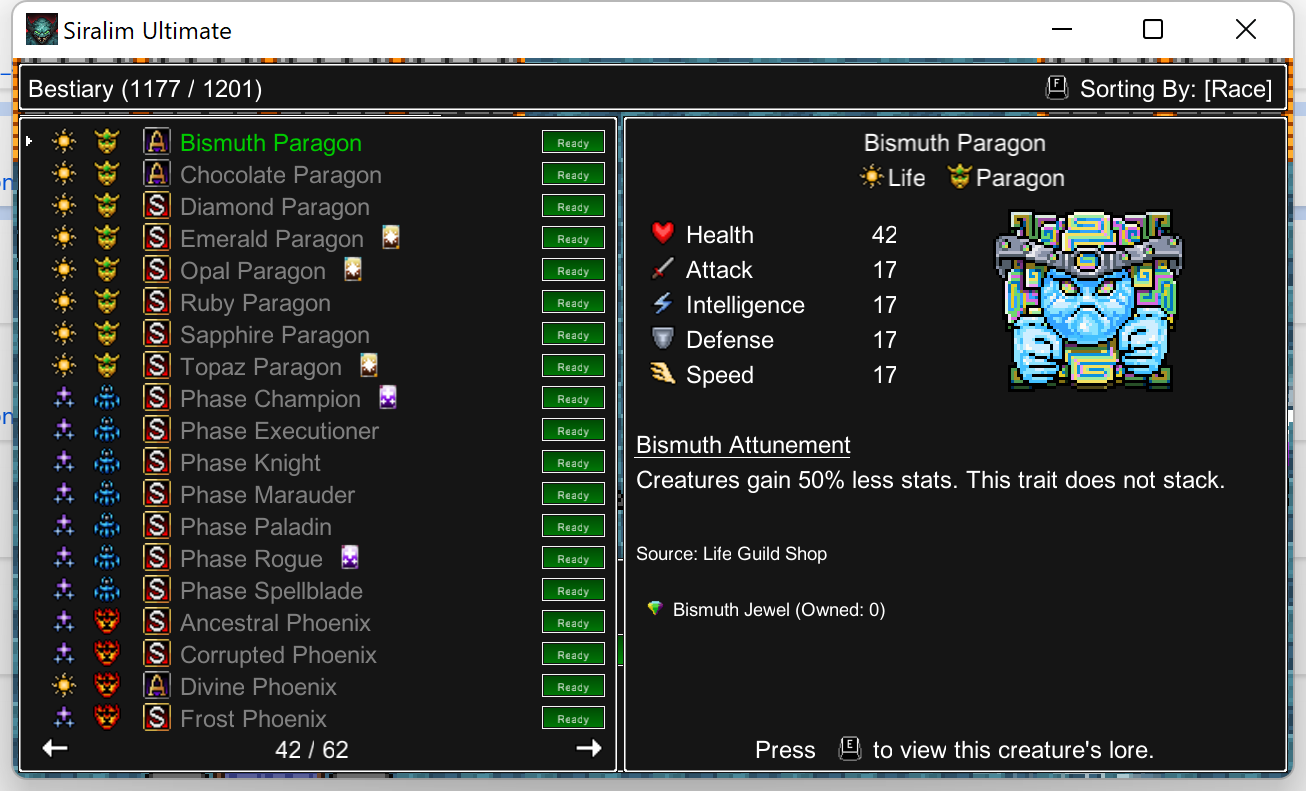 Siralim Ultimate
Bestiary (1177 / 1201)
F Sorting By: [Race]
A Bismuth Paragon Ready
A Chocolate Paragon Ready
S Diamond Paragon Ready
S Emerald Paragon Ready
S Opal Paragon Ready
S Ruby Paragon Ready
S Sapphire Paragon Ready
S Topaz Paragon Ready
S Phase Champion Ready
S Phase Executioner Ready
S Phase Knight Ready
S Phase Marauder Ready
S Phase Paladin Ready
S Phase Rogue Ready
S Phase Spellblade Ready
S Ancestral Phoenix Ready
S Corrupted Phoenix Ready
A Divine Phoenix Ready
S Frost Phoenix Ready
42 / 62
Bismuth Paragon
Life Paragon
Health 42
Attack 17
Intelligence 17
Defense 17
Speed 17
Bismuth Attunement
Creatures gain 50% less stats. This trait does not stack.
Source: Life Guild Shop
Bismuth Jewel (Owned: 0)
Press E to view this creature's lore.